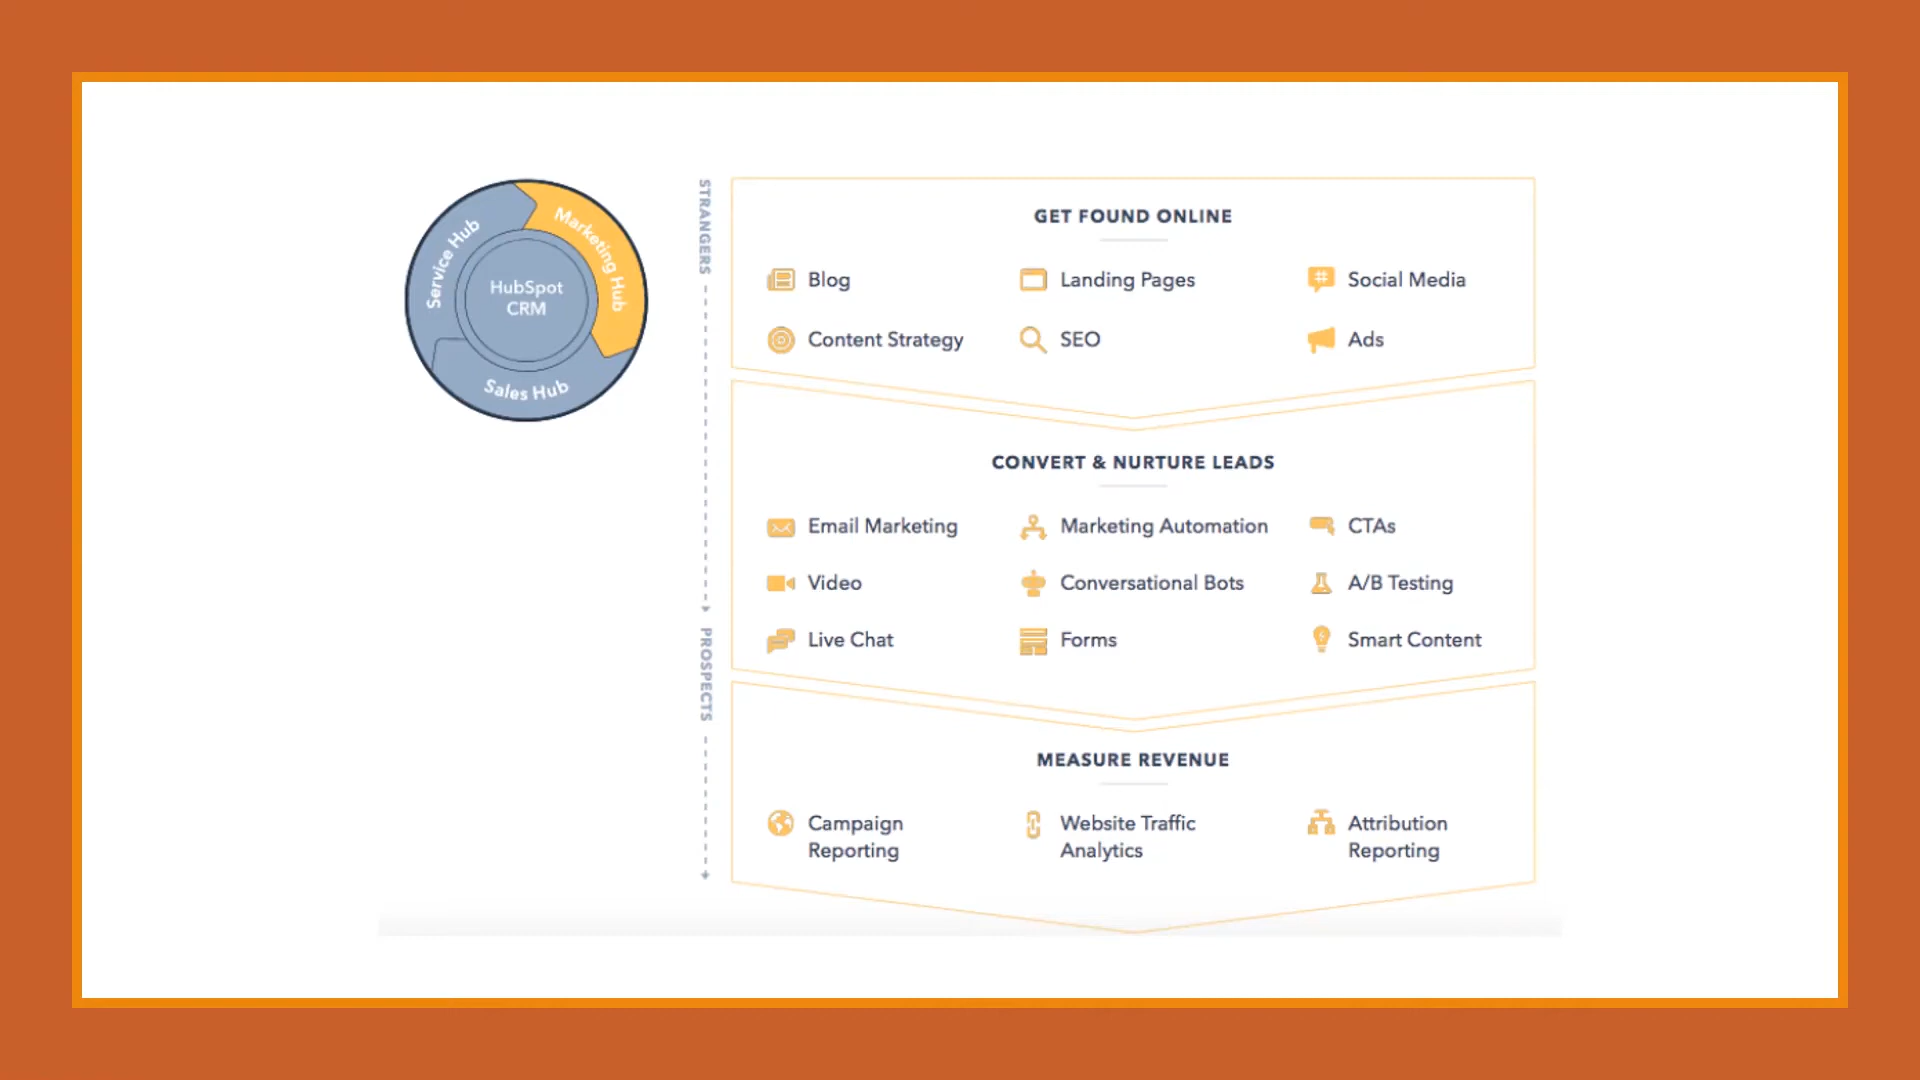 Service Hub
Marketing Hub
HubSpot
CRM
Sales Hub
STRANGERS
PROSPECTS
GET FOUND ONLINE
Blog
Landing Pages
Social Media
Content Strategy
SEO
Ads
CONVERT & NURTURE LEADS
Email Marketing
Marketing Automation
CTAs
Video
Conversational Bots
A/B Testing
Live Chat
Forms
Smart Content
MEASURE REVENUE
Campaign
Reporting
Website Traffic
Analytics
Attribution
Reporting